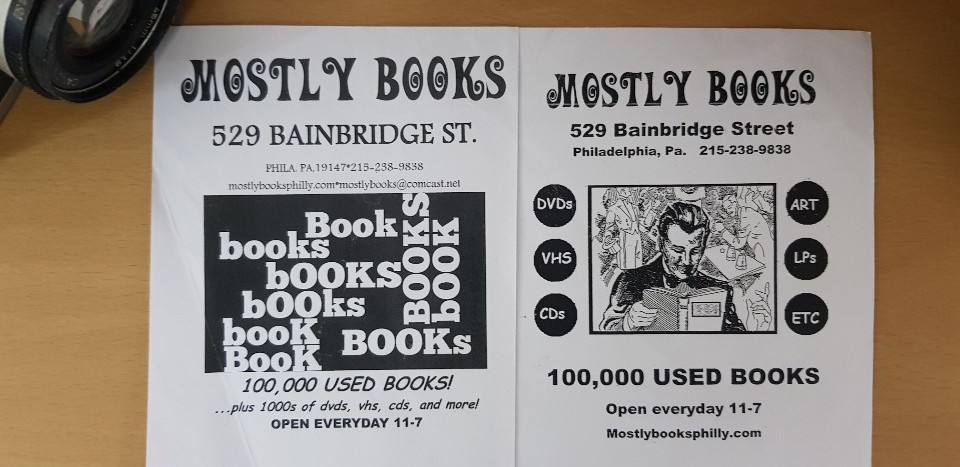 MOSTLY BOOKS
529 BAINBRIDGE ST.
PHILA. PA.19147*215-238-9838
mostlybooksphilly.com*mostlybooks@comcast.net
Book
books
bOOKS
bOOks
booK
BooK
BOOKS
bOOK
BOOKs
100,000 USED BOOKS!
...plus 1000s of dvds, vhs, cds, and more!
OPEN EVERYDAY 11-7
MOSTLY BOOKS
529 Bainbridge Street
Philadelphia, Pa. 215-238-9838
DVDs
VHS
CDs
ART
LPs
ETC
100,000 USED BOOKS
Open everyday 11-7
Mostlybooksphilly.com